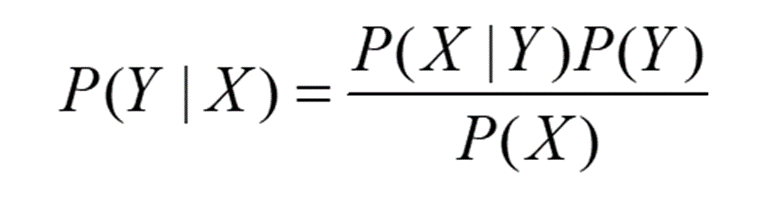 P(Y | X) = P(X | Y)P(Y) / P(X)